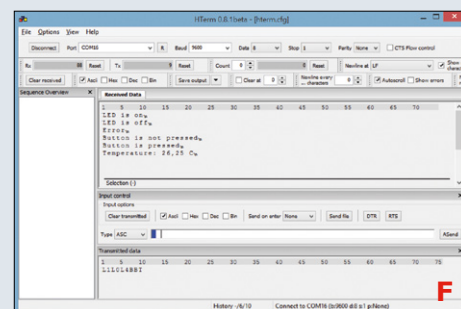 HTerm 0.8.1beta - [hterm.cfg]
File Options View Help
Disconnect Port COM16 R Baud 9600 Data 8 Stop 1 Parity None CTS Flow control
Rx Reset Tx Reset Count 0 0 Reset Newline at LF Show
Clear received Ascii Hex Dec Bin Save output Clear at 0 Newline every ... characters 0 Autoscroll Show errors
Sequence Overview
Received Data
1 5 10 15 20 25 30 35 40 45 50 55 60 65 70
LED is on
LED is off
Error
Button is not pressed
Button is pressed
Temperature: 26,25 C
Selection (-)
Input control
Input options
Clear transmitted Ascii Hex Dec Bin Send on enter None Send file DTR RTS
Type ASC ASend
Transmitted data
1 5 10 15 20 25 30 35 40 45 50 55 60 65 70 75
History -/6/10 Connect to COM16 (b:9600 d:8 s:1 p:None)
F